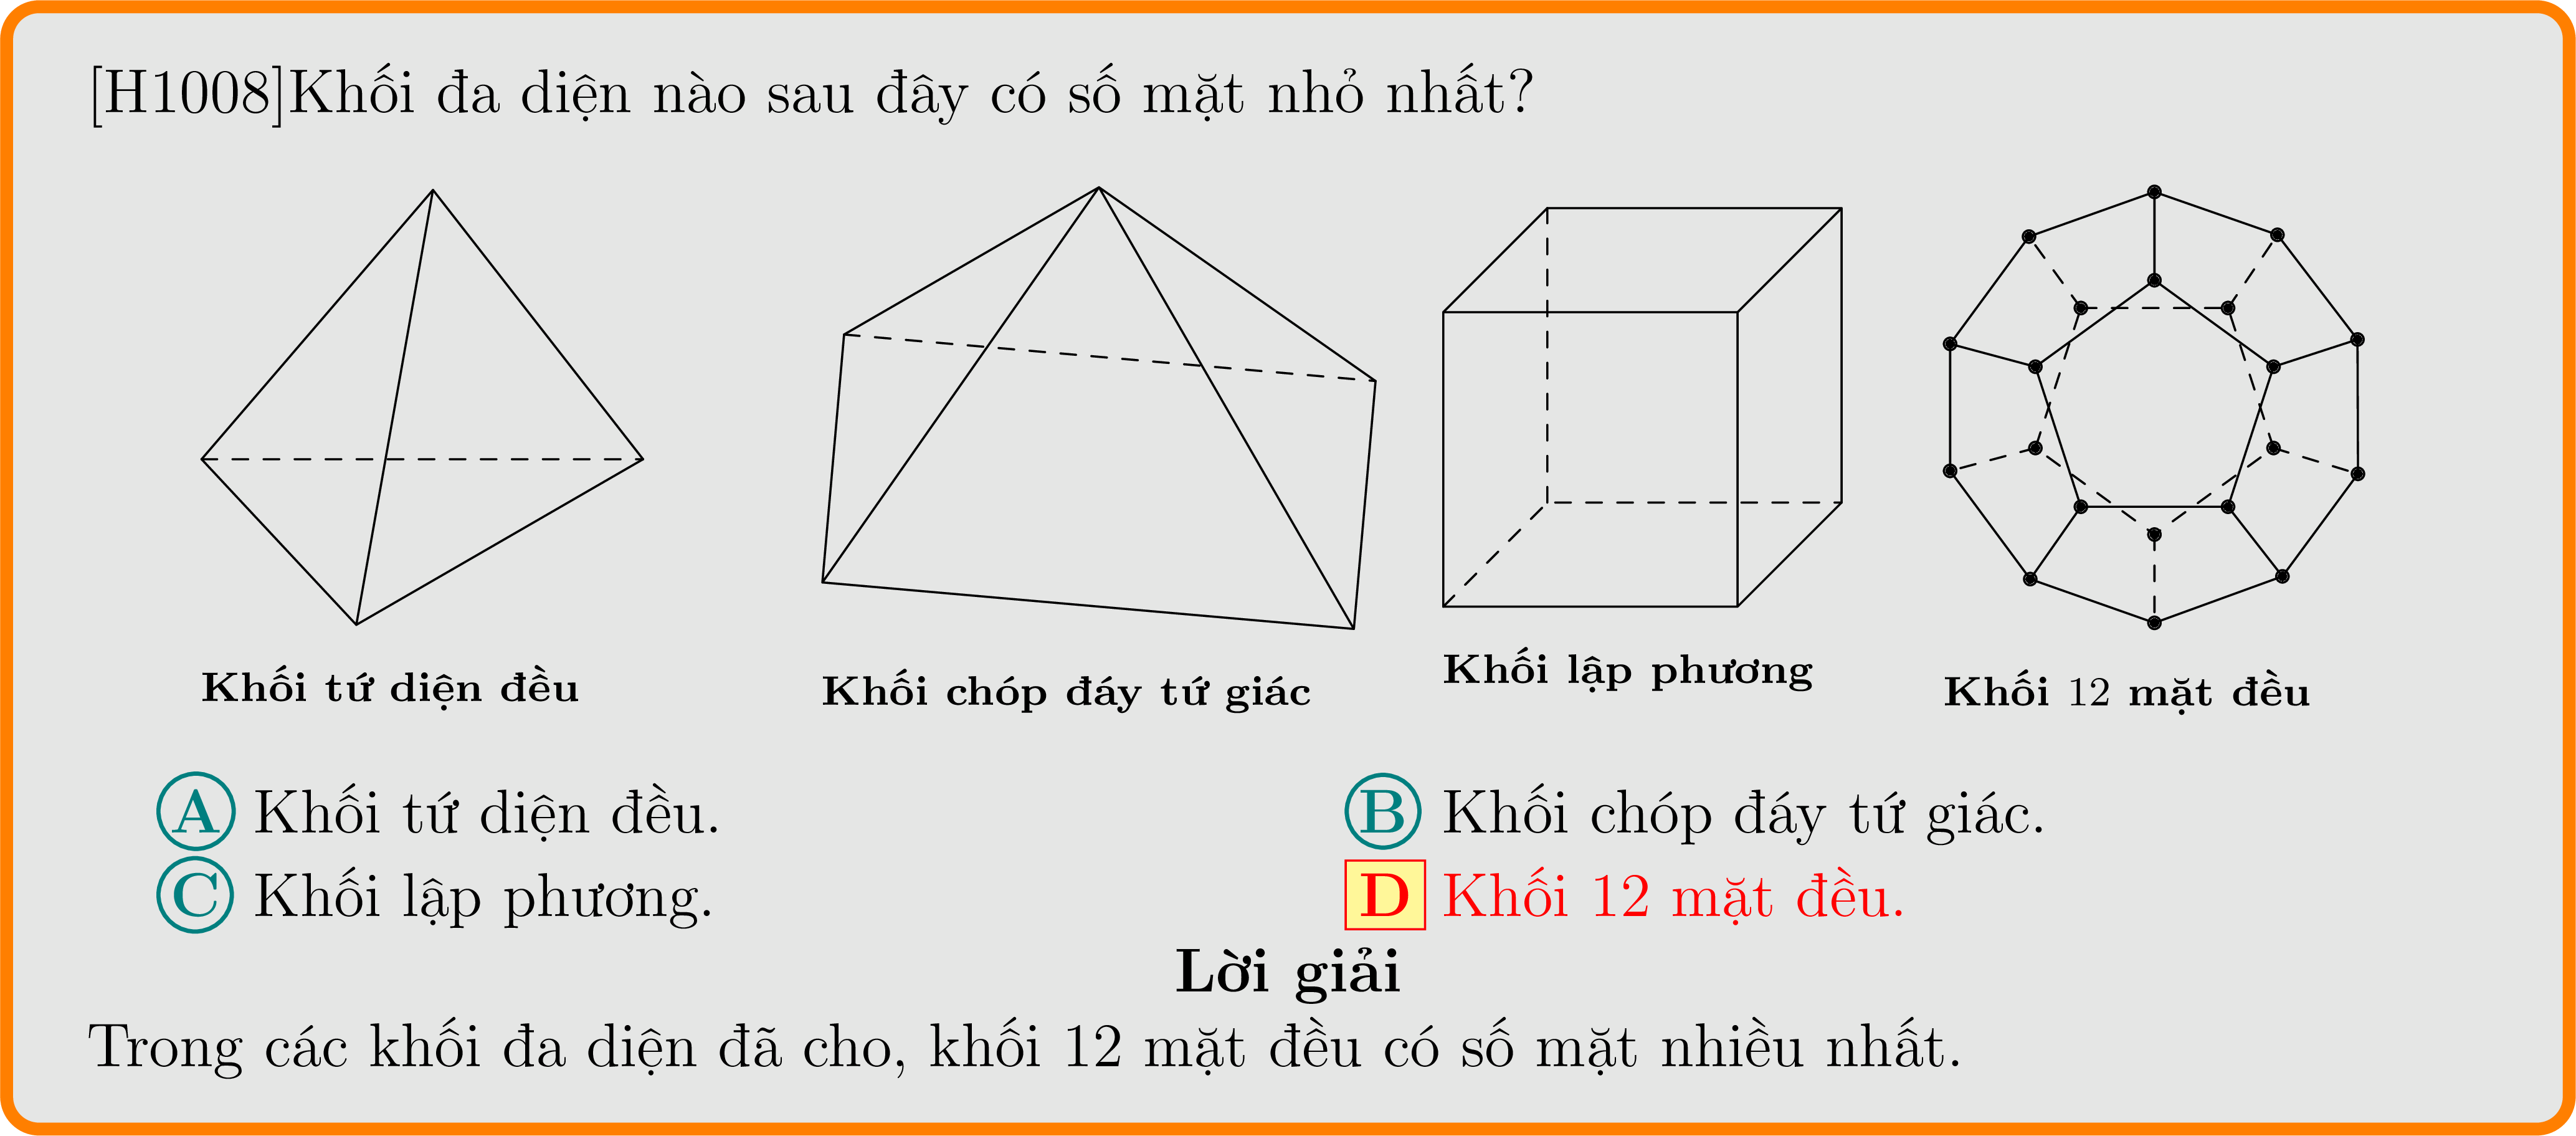 [H1008]Khối đa diện nào sau đây có số mặt nhỏ nhất?
Khối tứ diện đều
Khối chóp đáy tứ giác
Khối lập phương
Khối 12 mặt đều
A Khối tứ diện đều.
B Khối chóp đáy tứ giác.
C Khối lập phương.
D Khối 12 mặt đều.
Lời giải
Trong các khối đa diện đã cho, khối 12 mặt đều có số mặt nhiều nhất.